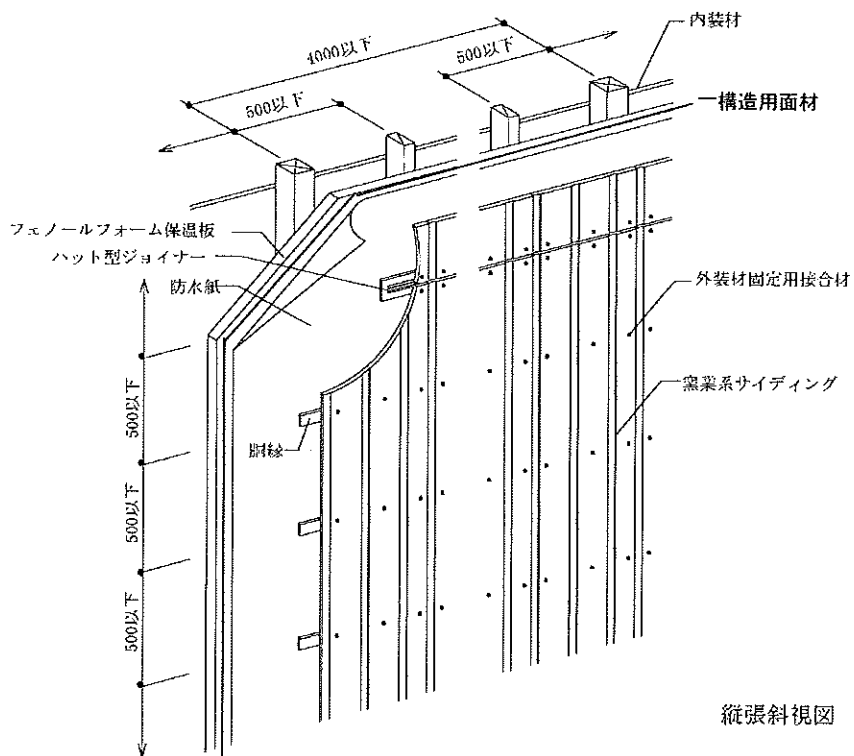 4000以下
500以下
500以下
内装材
構造用面材
フェノールフォーム保温板
ハット型ジョイナー
防水紙
外装材固定用接合材
窯業系サイディング
胴縁
500以下
500以下
500以下
縦張斜視図